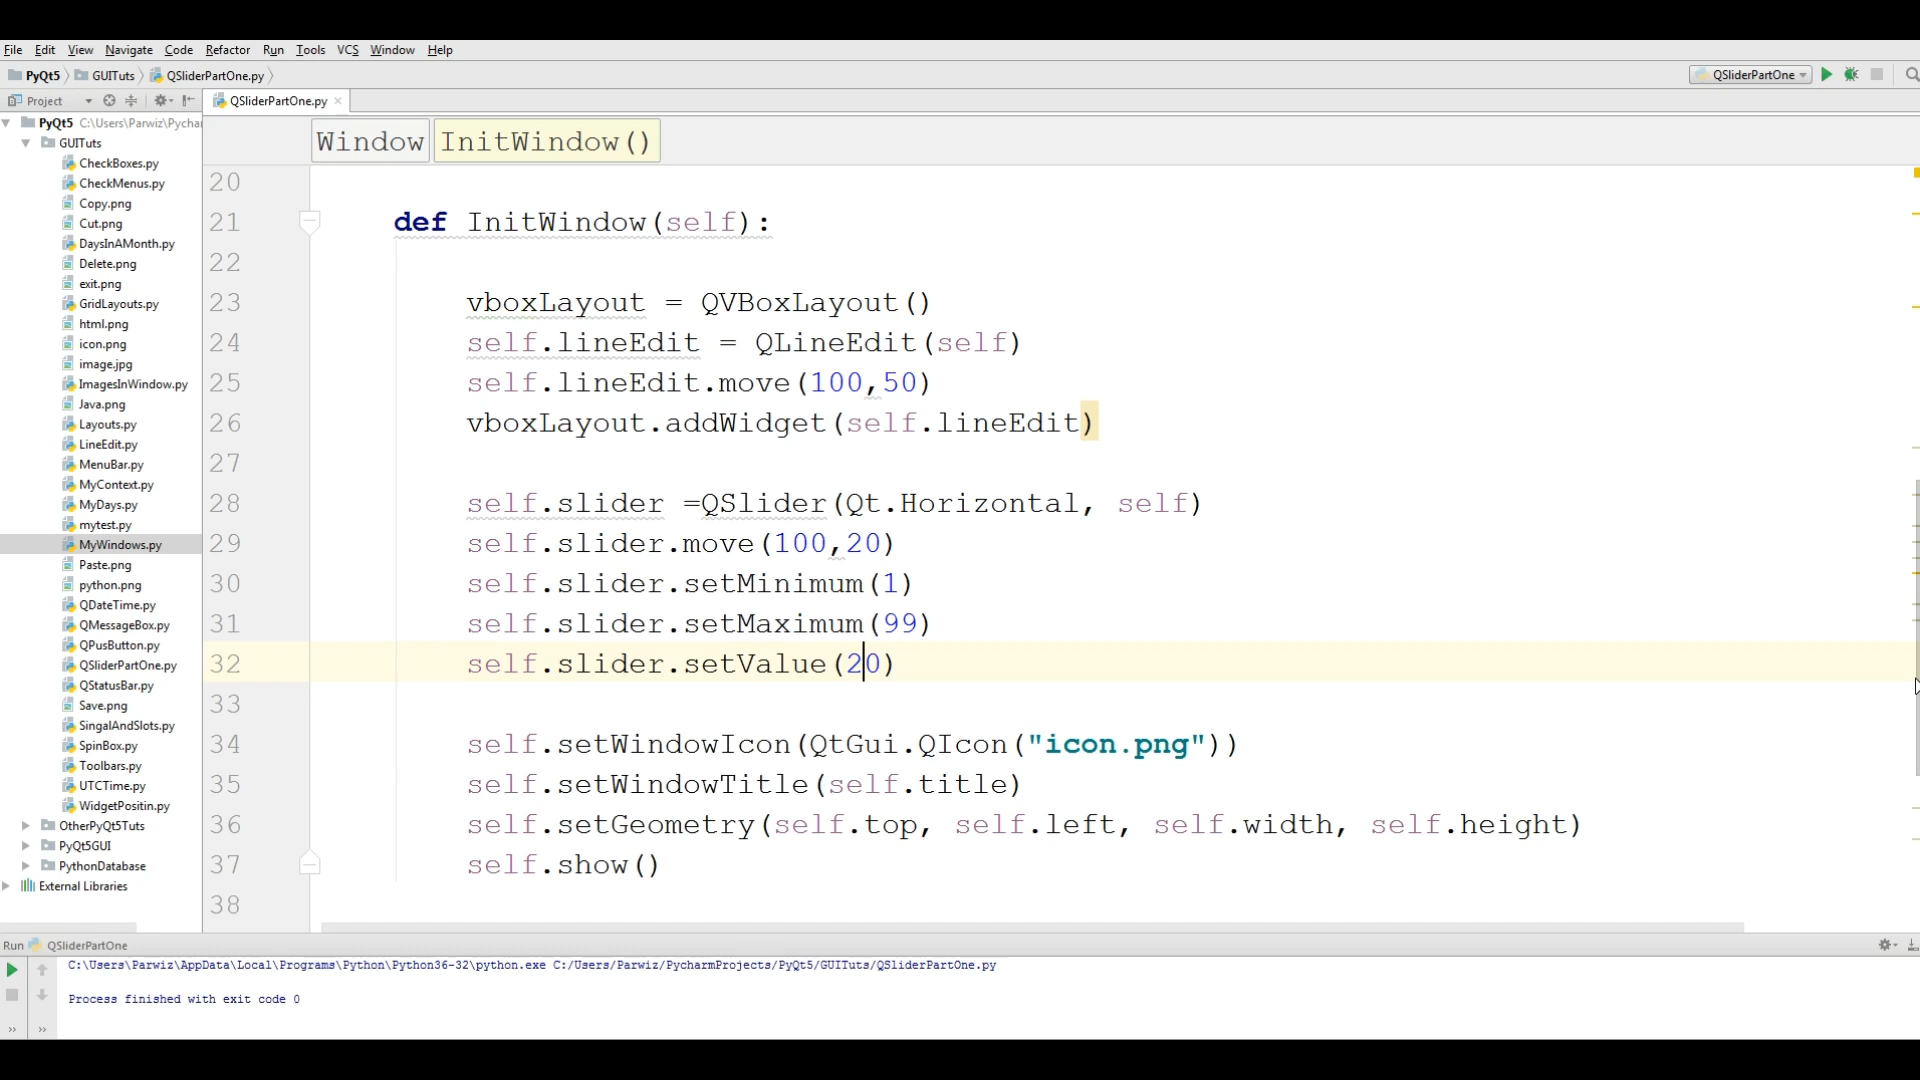 File Edit View Navigate Code Refactor Run Tools VCS Window Help
PyQt5 GUITuts QSliderPartOne.py QSliderPartOne
Project QSliderPartOne.py
PyQt5 C:\Users\Parwiz\Pycha
GUITuts
CheckBoxes.py
CheckMenus.py
Copy.png
Cut.png
DaysInAMonth.py
Delete.png
exit.png
GridLayouts.py
html.png
icon.png
image.jpg
ImagesInWindow.py
Java.png
Layouts.py
LineEdit.py
MenuBar.py
MyContext.py
MyDays.py
mytest.py
MyWindows.py
Paste.png
python.png
QDateTime.py
QMessageBox.py
QPusButton.py
QSliderPartOne.py
QStatusBar.py
Save.png
SingalAndSlots.py
SpinBox.py
Toolbars.py
UTCTime.py
WidgetPositin.py
OtherPyQt5Tuts
PyQt5GUI
PythonDatabase
External Libraries
Window InitWindow()
20
21 def InitWindow(self):
22
23 vboxLayout = QVBoxLayout()
24 self.lineEdit = QLineEdit(self)
25 self.lineEdit.move(100,50)
26 vboxLayout.addWidget(self.lineEdit)
27
28 self.slider =QSlider(Qt.Horizontal, self)
29 self.slider.move(100,20)
30 self.slider.setMinimum(1)
31 self.slider.setMaximum(99)
32 self.slider.setValue(20)
33
34 self.setWindowIcon(QtGui.QIcon("icon.png"))
35 self.setWindowTitle(self.title)
36 self.setGeometry(self.top, self.left, self.width, self.height)
37 self.show()
38
Run QSliderPartOne
C:\Users\Parwiz\AppData\Local\Programs\Python\Python36-32\python.exe C:/Users/Parwiz/PycharmProjects/PyQt5/GUITuts/QSliderPartOne.py
Process finished with exit code 0